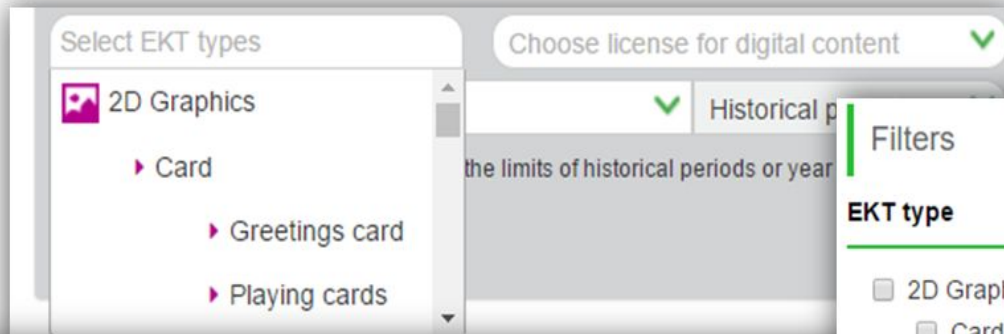 Select EKT types
Choose license for digital content
2D Graphics
Historical p
Card
the limits of historical periods or year
Greetings card
Playing cards
Filters
EKT type
2D Graph
Card